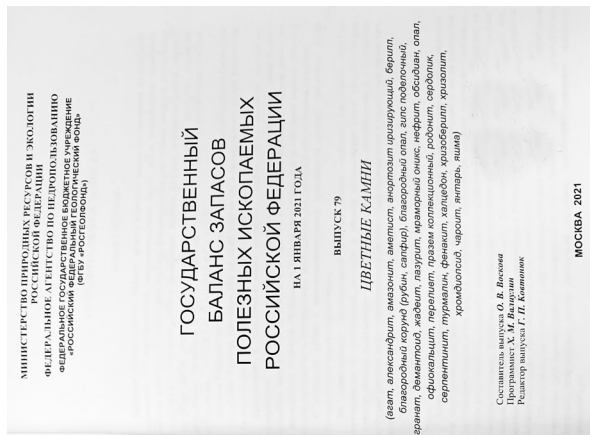 МИНИСТЕРСТВО ПРИРОДНЫХ РЕСУРСОВ И ЭКОЛОГИИ
РОССИЙСКОЙ ФЕДЕРАЦИИ
ФЕДЕРАЛЬНОЕ АГЕНТСТВО ПО НЕДРОПОЛЬЗОВАНИЮ
ФЕДЕРАЛЬНОЕ ГОСУДАРСТВЕННОЕ БЮДЖЕТНОЕ УЧРЕЖДЕНИЕ
«РОССИЙСКИЙ ФЕДЕРАЛЬНЫЙ ГЕОЛОГИЧЕСКИЙ ФОНД»
(ФГБУ «РОСГЕОЛФОНД»)
ГОСУДАРСТВЕННЫЙ
БАЛАНС ЗАПАСОВ
ПОЛЕЗНЫХ ИСКОПАЕМЫХ
РОССИЙСКОЙ ФЕДЕРАЦИИ
НА 1 ЯНВАРЯ 2021 ГОДА
ВЫПУСК 79
ЦВЕТНЫЕ КАМНИ
(агат, александрит, амазонит, аметист, анортозит иризирующий, берилл,
благородный корунд (рубин, сапфир), благородный опал, гипс поделочный,
гранат, демантоид, жадеит, лазурит, мраморный оникс, нефрит, обсидиан, опал,
офиокальцит, переливт, празем коллекционный, родонит, сердолик,
серпентинит, турмалин, фенакит, халцедон, хризоберилл, хризолит,
хромдиопсид, чароит, янтарь, яшма)
Составитель выпуска О. В. Воскова
Программист Х. М. Валиулин
Редактор выпуска Г. П. Ковтонюк
МОСКВА 2021